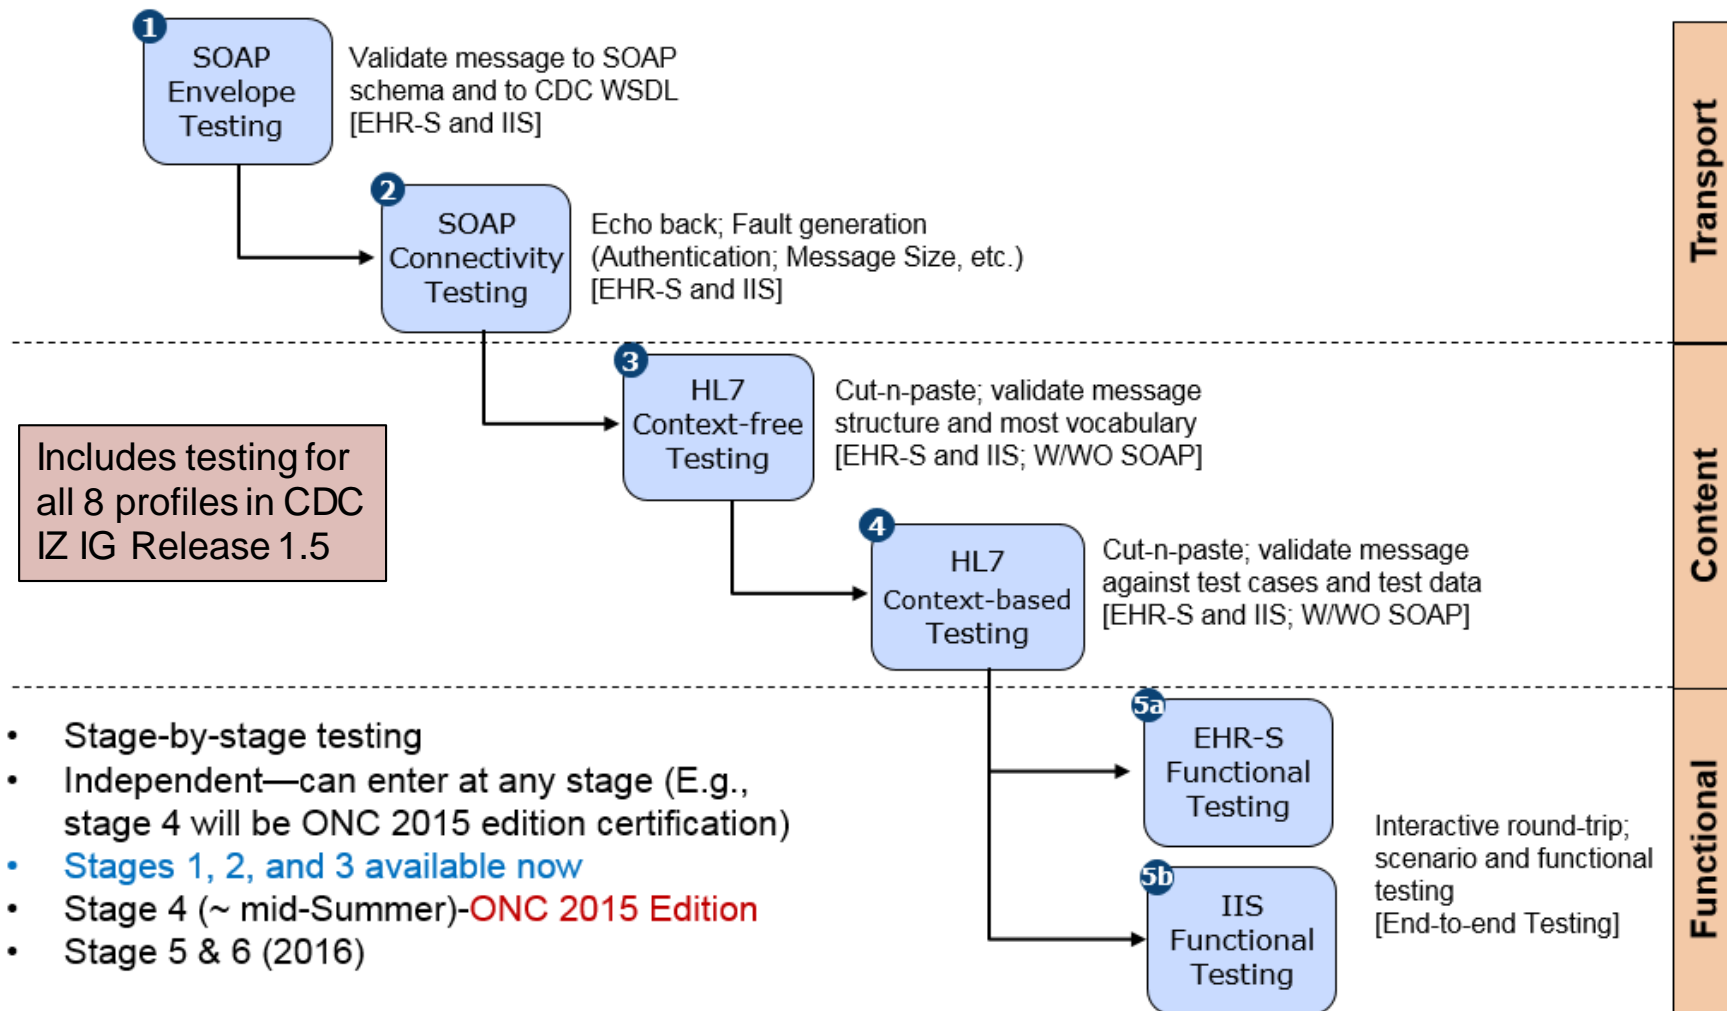 1
SOAP
Envelope
Testing
Validate message to SOAP
schema and to CDC WSDL
[EHR-S and IIS]
2
SOAP
Connectivity
Testing
Echo back; Fault generation
(Authentication; Message Size, etc.)
[EHR-S and IIS]
Transport
3
HL7
Context-free
Testing
Cut-n-paste; validate message
structure and most vocabulary
[EHR-S and IIS; W/WO SOAP]
Includes testing for
all 8 profiles in CDC
IZ IG Release 1.5
4
HL7
Context-based
Testing
Cut-n-paste; validate message
against test cases and test data
[EHR-S and IIS; W/WO SOAP]
Content
• Stage-by-stage testing
• Independent—can enter at any stage (E.g.,
stage 4 will be ONC 2015 edition certification)
• Stages 1, 2, and 3 available now
• Stage 4 (~ mid-Summer)-ONC 2015 Edition
• Stage 5 & 6 (2016)
5a
EHR-S
Functional
Testing
5b
IIS
Functional
Testing
Interactive round-trip;
scenario and functional
testing
[End-to-end Testing]
Functional